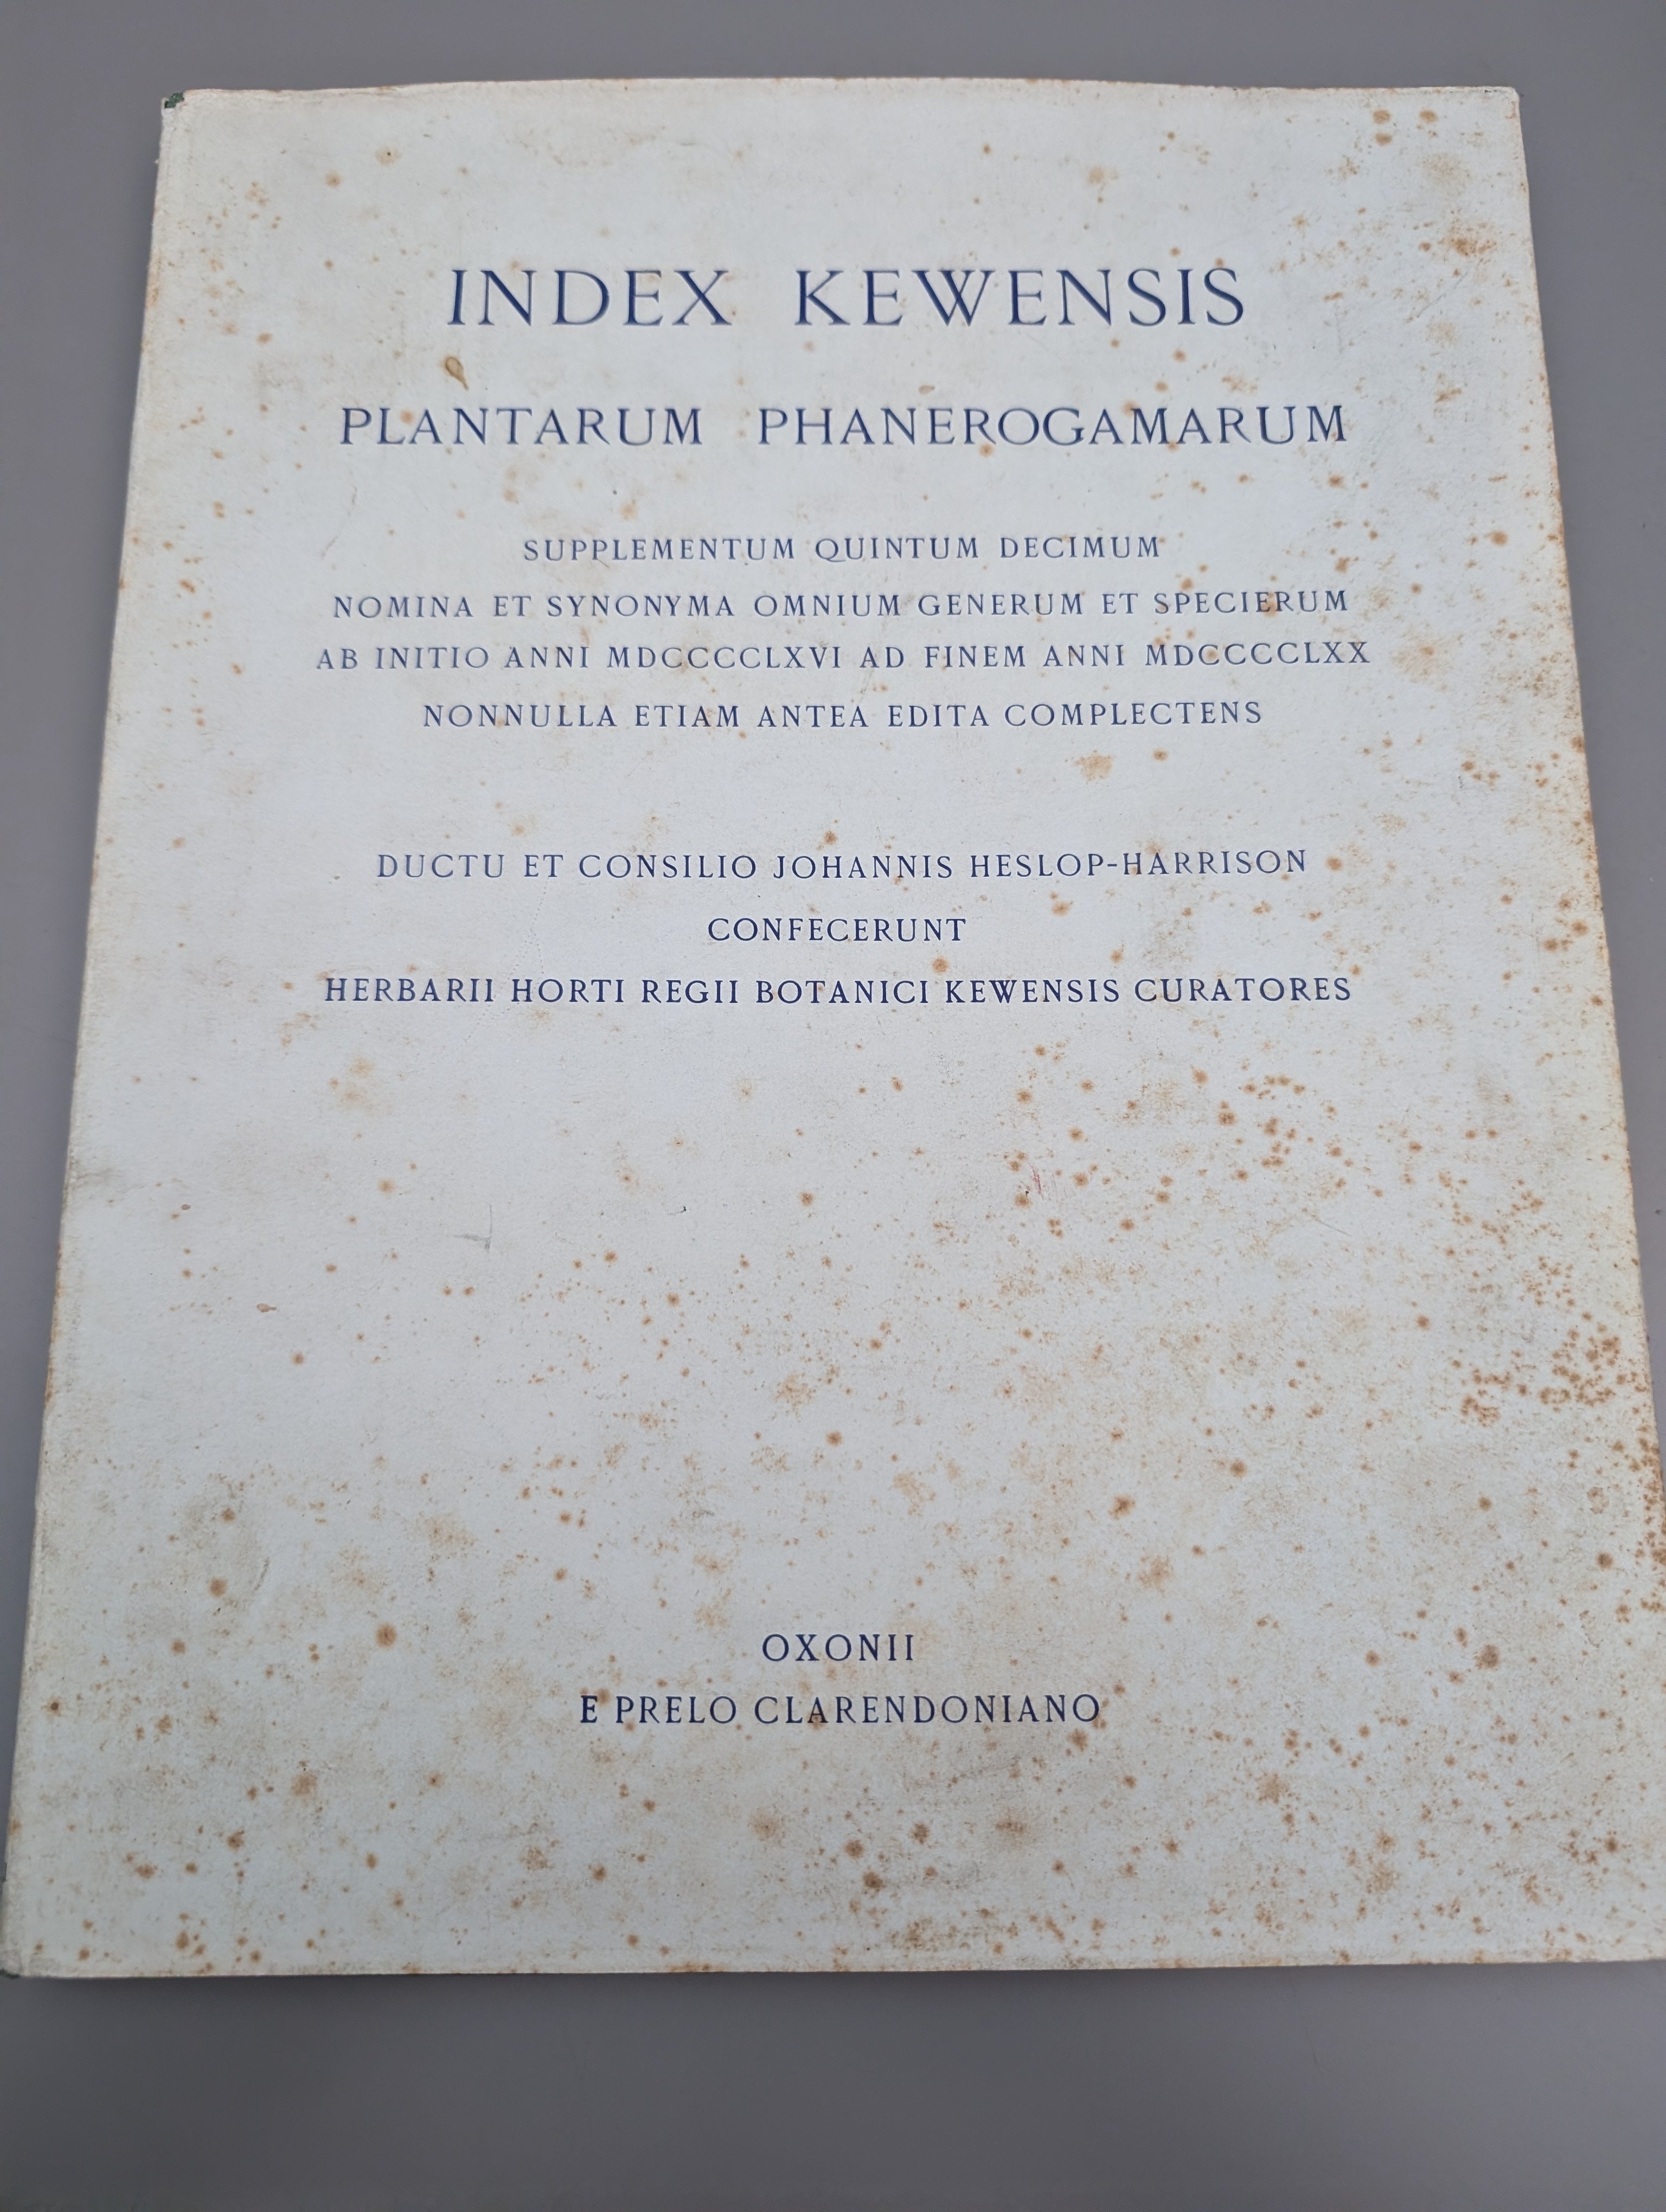 INDEX KEWENSIS
PLANTARUM PHANEROGAMARUM
SUPPLEMENTUM QUINTUM DECIMUM
NOMINA ET SYNONYMA OMNIUM GENERUM ET SPECIERUM
AB INITIO ANNI MDCCCCLXVI AD FINEM ANNI MDCCCCLXX
NONNULLA ETIAM ANTEA EDITA COMPLECTENS
DUCTU ET CONSILIO JOHANNIS HESLOP-HARRISON
CONFECERUNT
HERBARII HORTI REGII BOTANICI KEWENSIS CURATORES
OXONII
E PRELO CLARENDONIANO